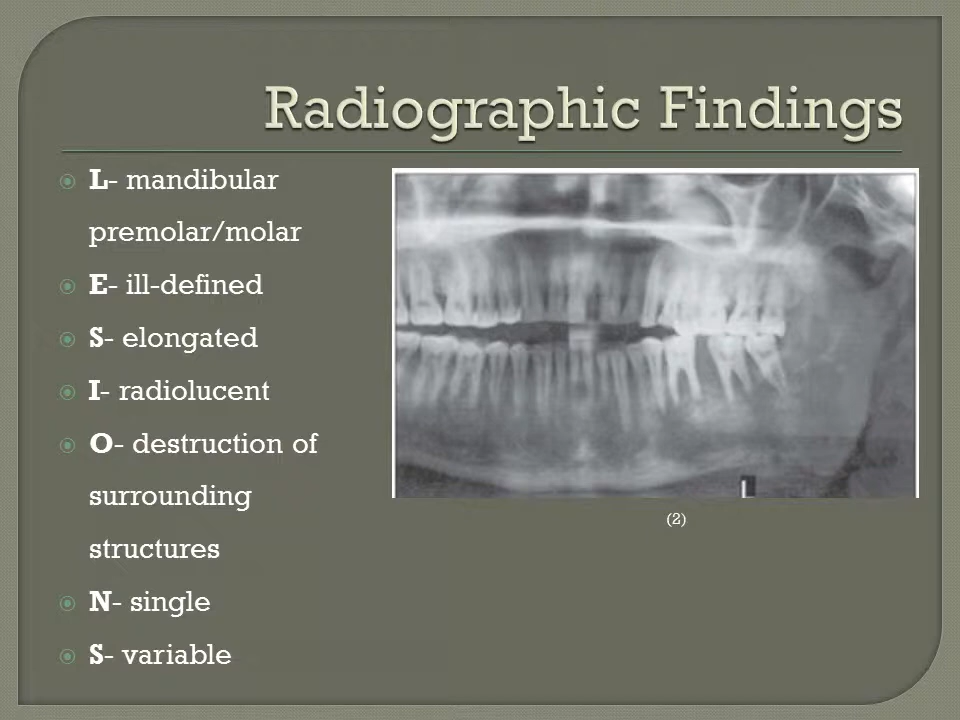 Radiographic Findings
L- mandibular
premolar/molar
E- ill-defined
S- elongated
I- radiolucent
O- destruction of
surrounding
structures
N- single
S- variable
L
(2)